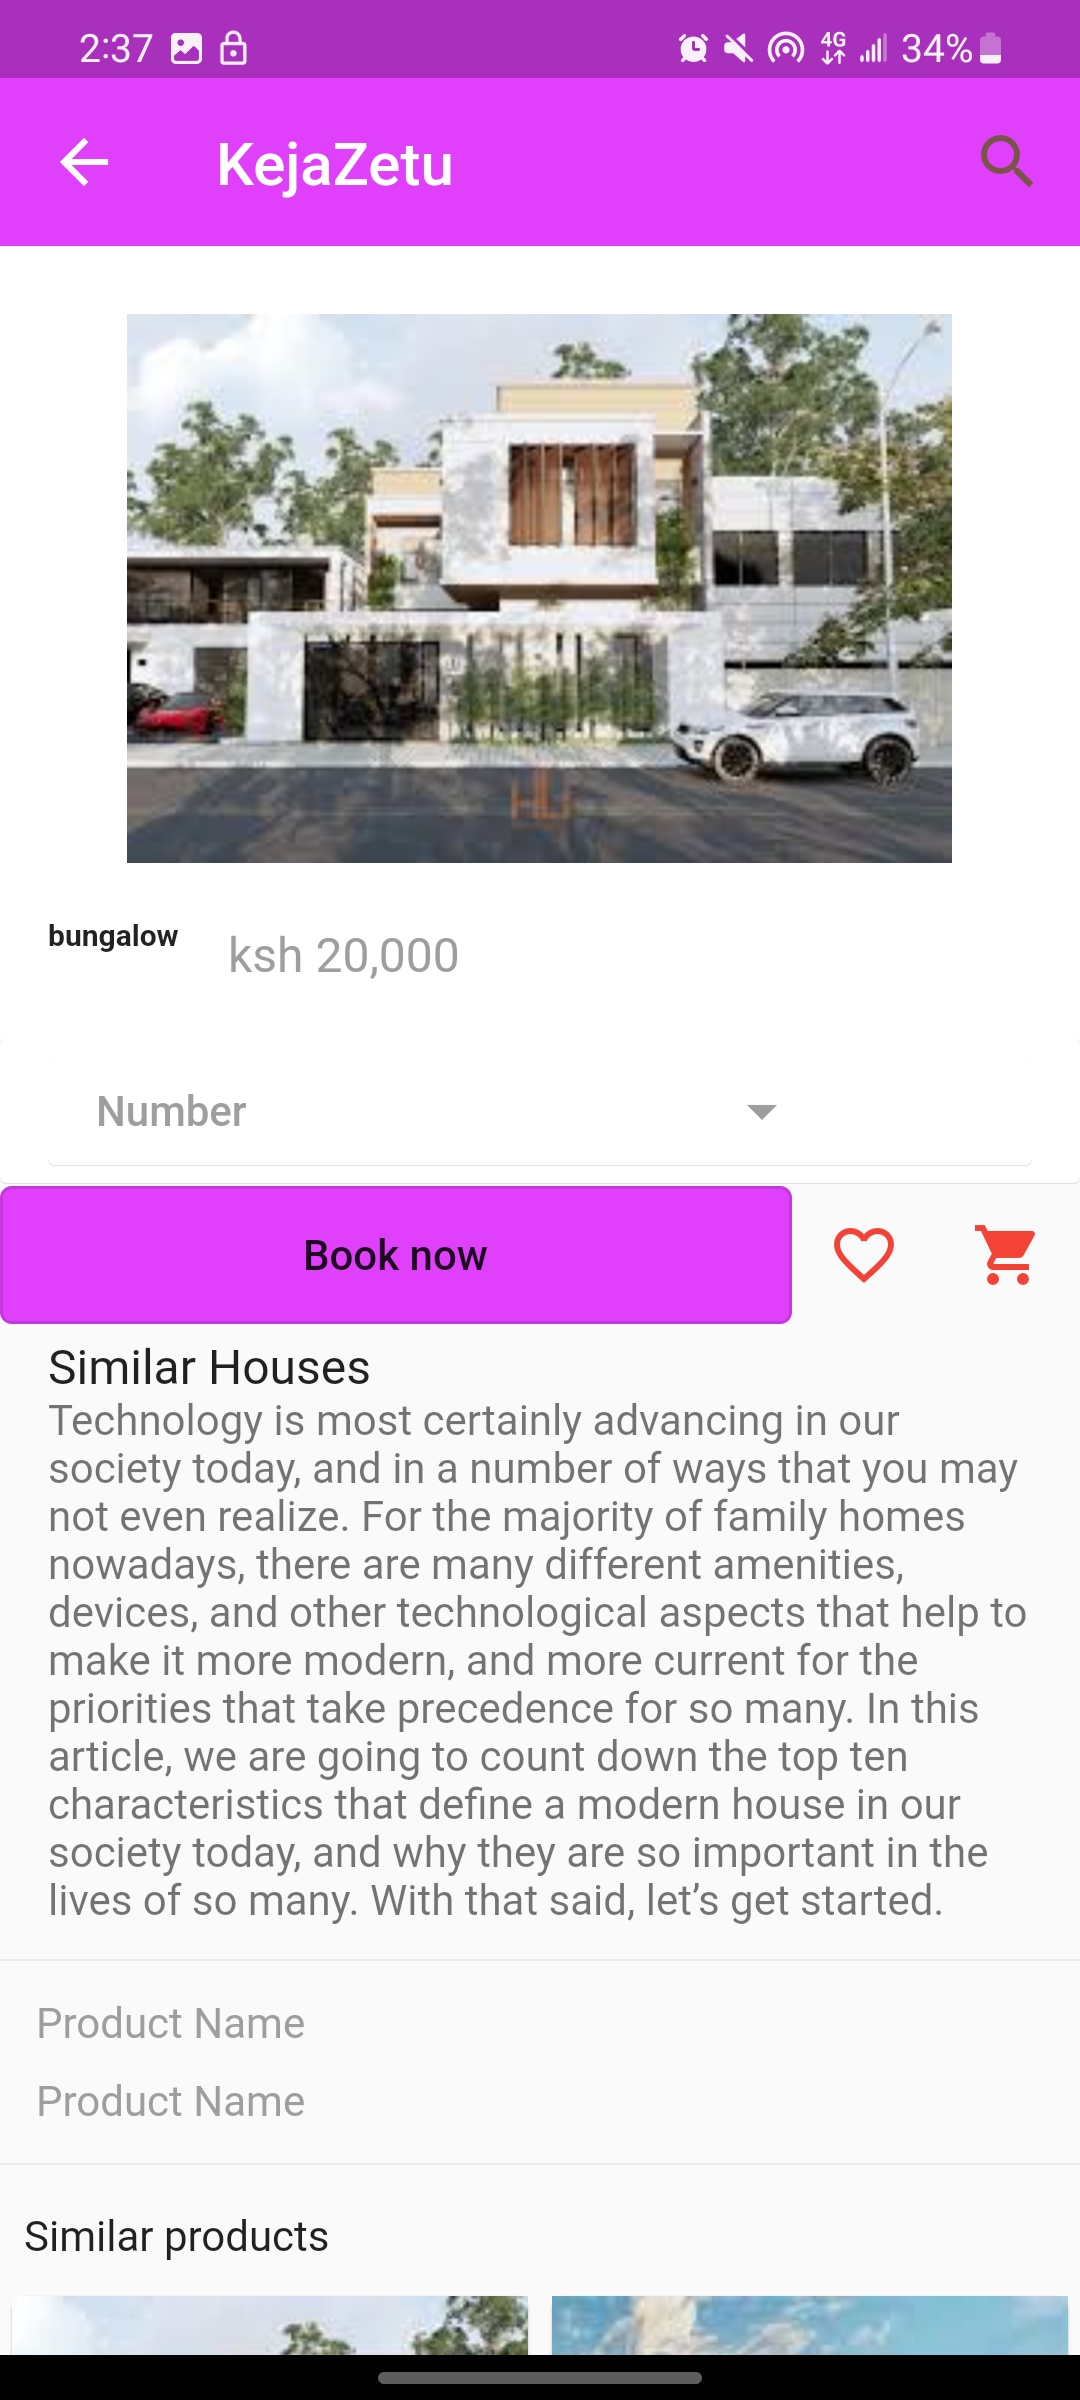 2:37 4G 34%
KejaZetu
bungalow
ksh 20,000
Number
Book now
Similar Houses
Technology is most certainly advancing in our
society today, and in a number of ways that you may
not even realize. For the majority of family homes
nowadays, there are many different amenities,
devices, and other technological aspects that help to
make it more modern, and more current for the
priorities that take precedence for so many. In this
article, we are going to count down the top ten
characteristics that define a modern house in our
society today, and why they are so important in the
lives of so many. With that said, let’s get started.
Product Name
Product Name
Similar products